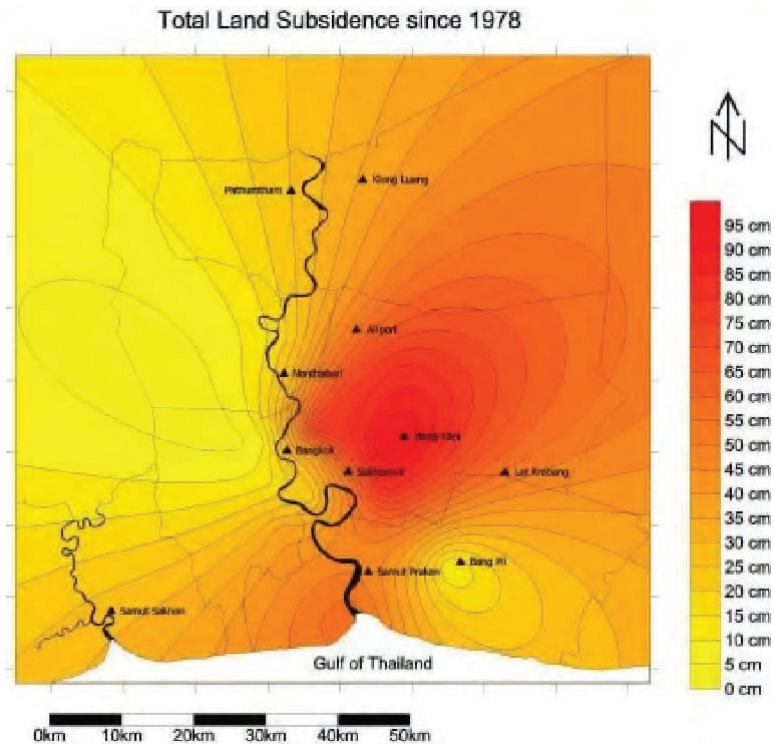 Total Land Subsidence since 1978
N
Pathumthani
Klong Luang
Airport
Nonthaburi
Bangkok
Sukhumvit
Lat Krabang
Samut Prakan
Bang Pli
Samut Sakhon
Gulf of Thailand
95 cm
90 cm
85 cm
80 cm
75 cm
70 cm
65 cm
60 cm
55 cm
50 cm
45 cm
40 cm
35 cm
30 cm
25 cm
20 cm
15 cm
10 cm
5 cm
0 cm
0km 10km 20km 30km 40km 50km